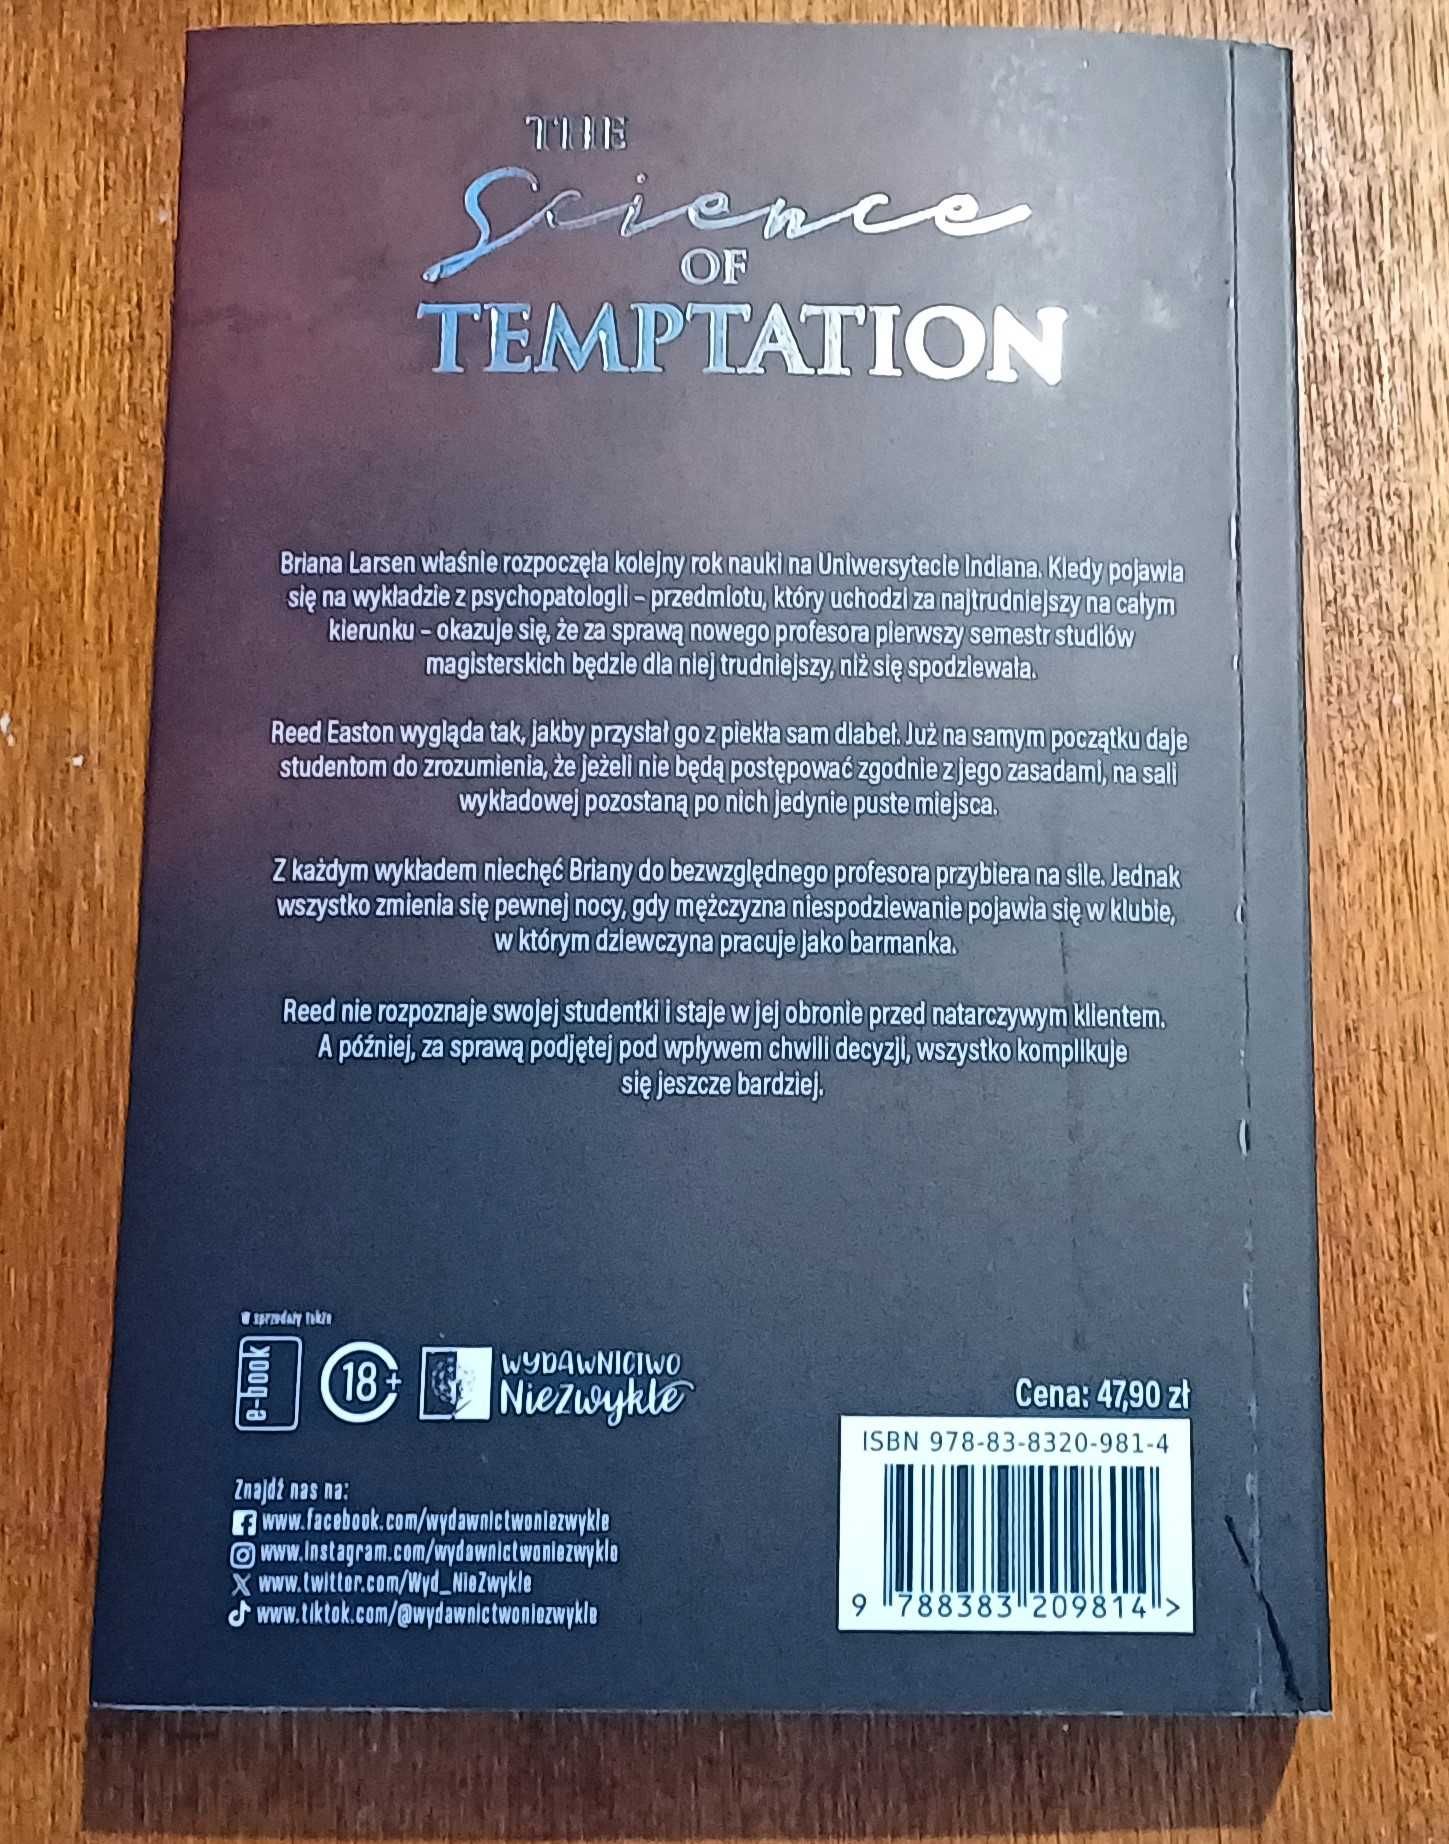 THE
Science
OF
TEMPTATION
Briana Larsen właśnie rozpoczęła kolejny rok nauki na Uniwersytecie Indiana. Kiedy pojawia
się na wykładzie z psychopatologii – przedmiotu, który uchodzi za najtrudniejszy na całym
kierunku – okazuje się, że za sprawą nowego profesora pierwszy semestr studiów
magisterskich będzie dla niej trudniejszy, niż się spodziewała.
Reed Easton wygląda tak, jakby przysłał go z piekła sam diabeł. Już na samym początku daje
studentom do zrozumienia, że jeżeli nie będą postępować zgodnie z jego zasadami, na sali
wykładowej pozostaną po nich jedynie puste miejsca.
Z każdym wykładem niechęć Briany do bezwzględnego profesora przybiera na sile. Jednak
wszystko zmienia się pewnej nocy, gdy mężczyzna niespodziewanie pojawia się w klubie,
w którym dziewczyna pracuje jako barmanka.
Reed nie rozpoznaje swojej studentki i staje w jej obronie przed natarczywym klientem.
A później, za sprawą podjętej pod wpływem chwili decyzji, wszystko komplikuje
się jeszcze bardziej.
W sprzedaży także
e-book
18+
WYDAWNICTWO
NieZwykłe
Cena: 47,90 zł
ISBN 978-83-8320-981-4
9 788383 209814 >
Znajdź nas na:
www.facebook.com/wydawnictwoniezwykle
www.instagram.com/wydawnictwoniezwykle
www.twitter.com/Wyd_NieZwykle
www.tiktok.com/@wydawnictwoniezwykle